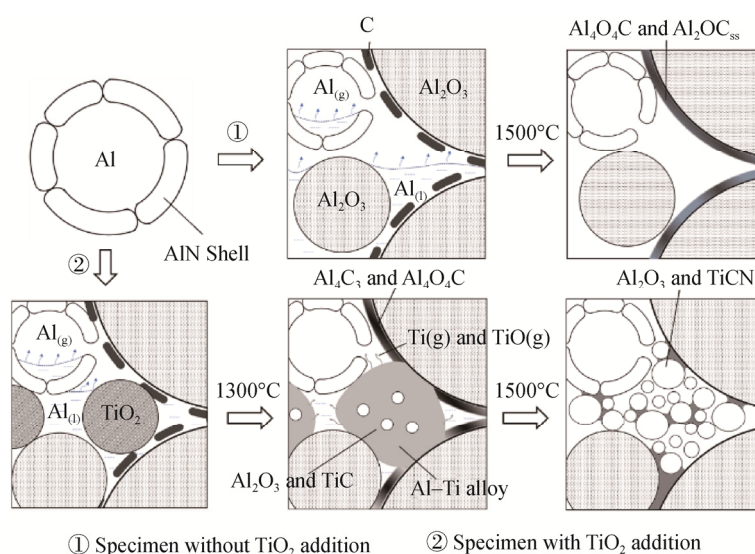 C
Al₄O₄C and Al₂OCₛₛ
Al₍g₎
Al₂O₃
Al
①
1500°C
Al₂O₃
Al₍l₎
AlN Shell
②
Al₄C₃ and Al₄O₄C
Al₂O₃ and TiCN
Al₍g₎
Ti(g) and TiO(g)
1300°C
1500°C
Al₍l₎
TiO₂
Al₂O₃ and TiC
Al–Ti alloy
① Specimen without TiO₂ addition
② Specimen with TiO₂ addition